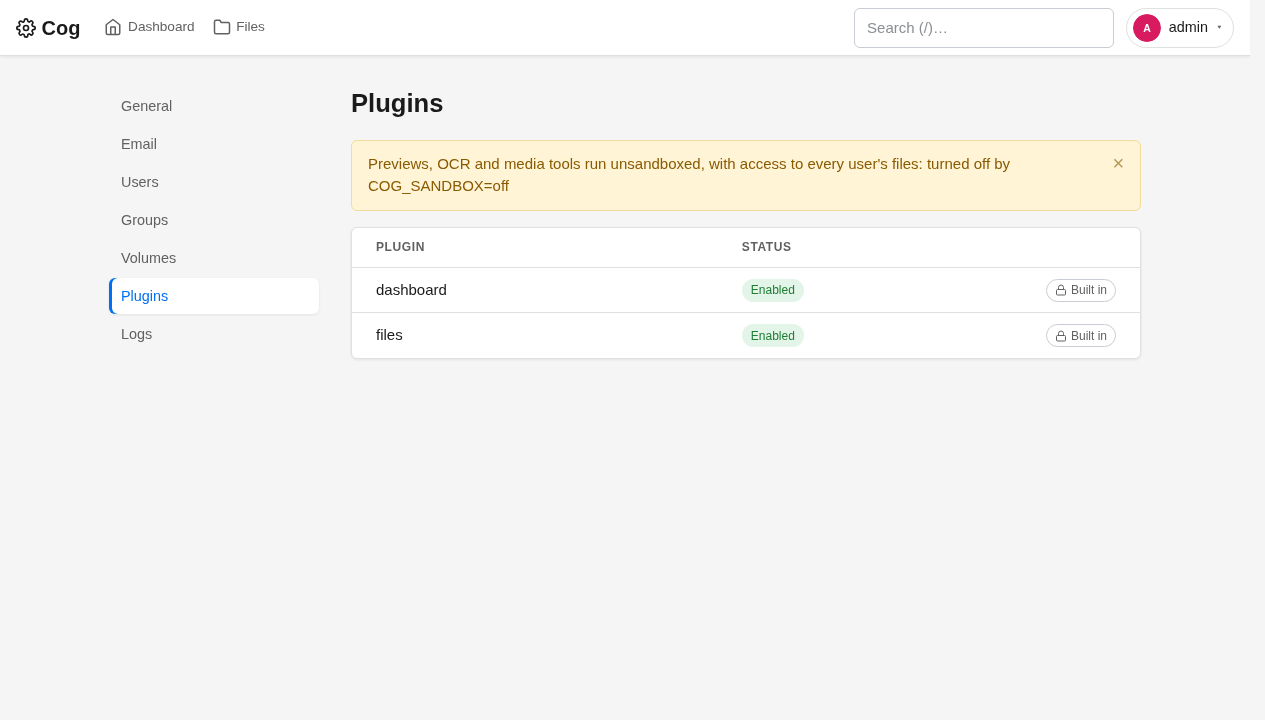 Cog
Dashboard
Files
Search (/)…
A
admin
General
Email
Users
Groups
Volumes
Plugins
Logs
Plugins
Previews, OCR and media tools run unsandboxed, with access to every user's files: turned off by
COG_SANDBOX=off
×
PLUGIN STATUS
dashboard Enabled Built in
files Enabled Built in